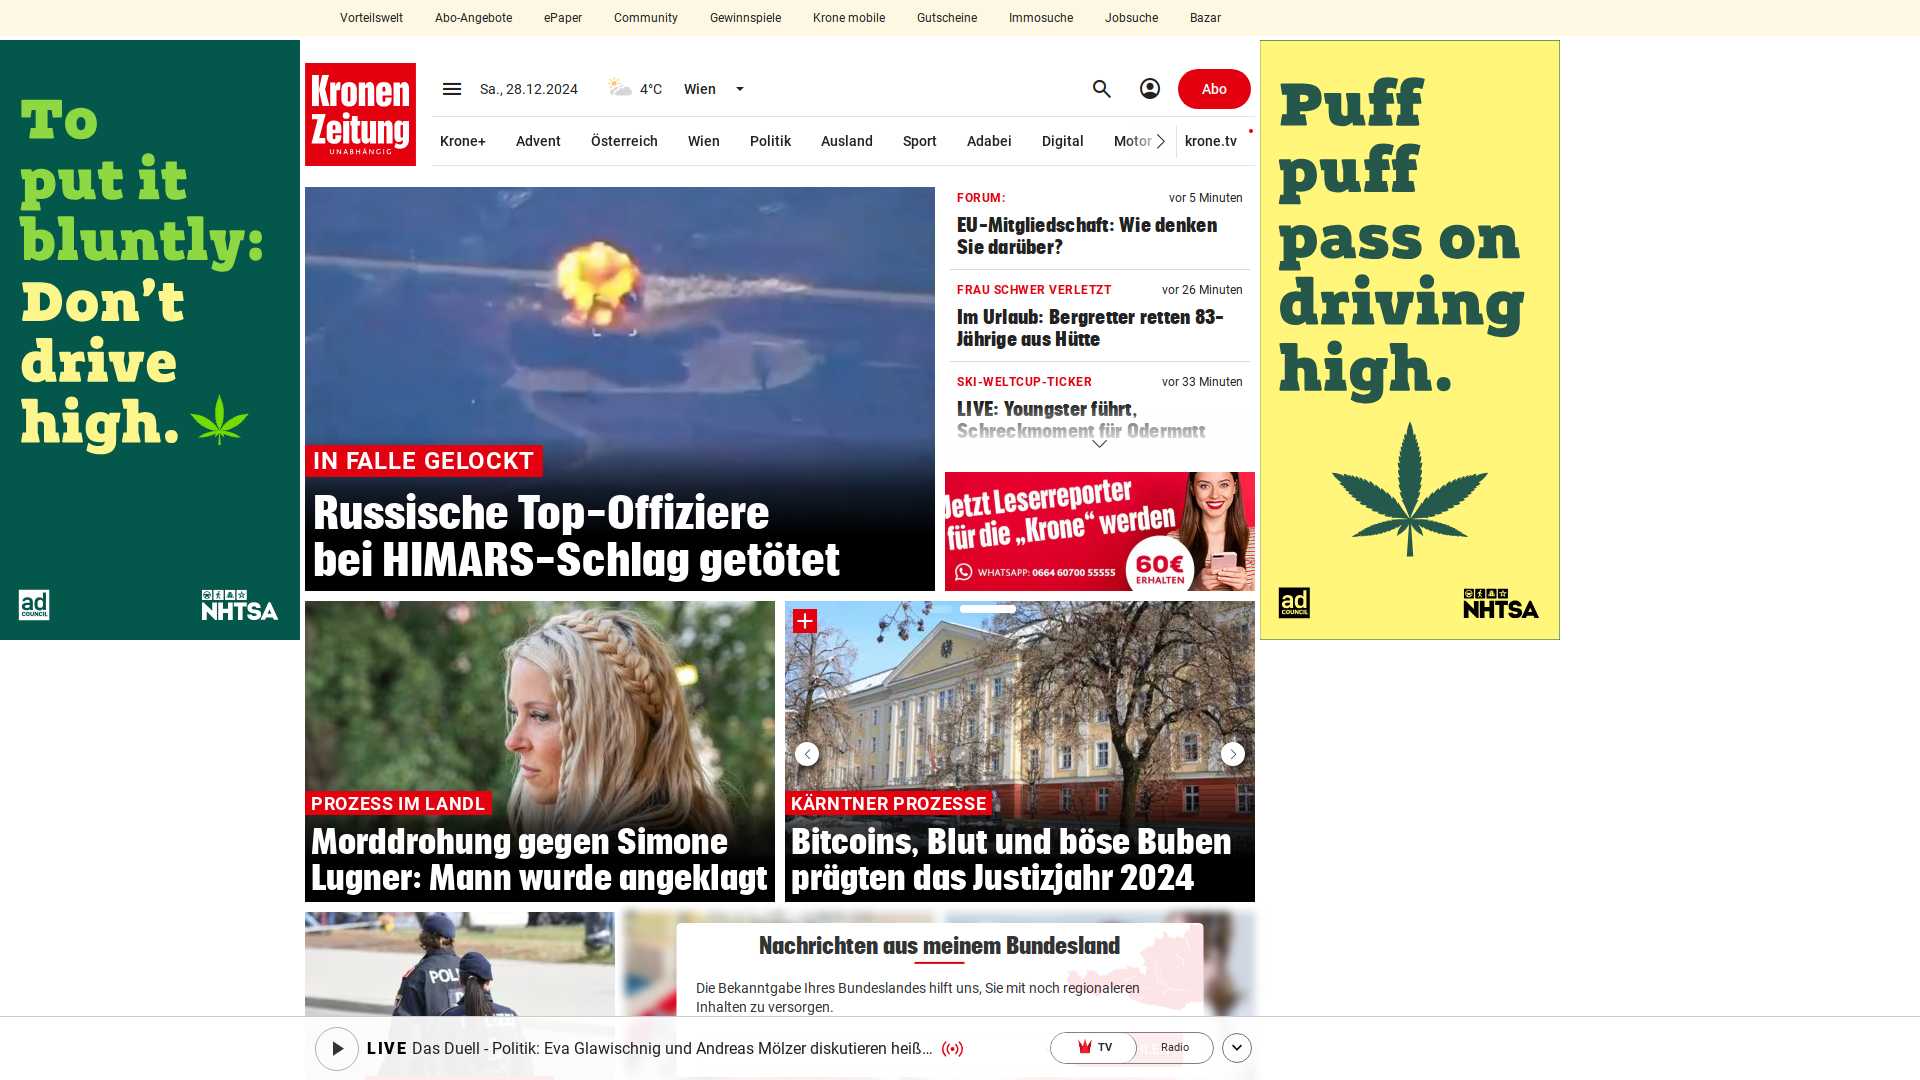 Vorteilswelt Abo-Angebote ePaper Community Gewinnspiele Krone mobile Gutscheine Immosuche Jobsuche Bazar
To
put it
bluntly:
Don't
drive
high.
ad
COUNCIL
NHTSA
Kronen
Zeitung
UNABHÄNGIG
Sa., 28.12.2024 4°C Wien
Abo
Krone+ Advent Österreich Wien Politik Ausland Sport Adabei Digital Motor krone.tv
IN FALLE GELOCKT
Russische Top-Offiziere
bei HIMARS-Schlag getötet
FORUM: vor 5 Minuten
EU-Mitgliedschaft: Wie denken
Sie darüber?
FRAU SCHWER VERLETZT vor 26 Minuten
Im Urlaub: Bergretter retten 83-
Jährige aus Hütte
SKI-WELTCUP-TICKER vor 33 Minuten
LIVE: Youngster führt,
Schreckmoment für Odermatt
Jetzt Leserreporter
für die „Krone“ werden
WHATSAPP: 0664 60700 55555
60€
ERHALTEN
PROZESS IM LANDL
Morddrohung gegen Simone
Lugner: Mann wurde angeklagt
KÄRNTNER PROZESSE
Bitcoins, Blut und böse Buben
prägten das Justizjahr 2024
Nachrichten aus meinem Bundesland
Die Bekanntgabe Ihres Bundeslandes hilft uns, Sie mit noch regionaleren
Inhalten zu versorgen.
LIVE Das Duell - Politik: Eva Glawischnig und Andreas Mölzer diskutieren heiß...
TV Radio
Puff
puff
pass on
driving
high.
ad
COUNCIL
NHTSA